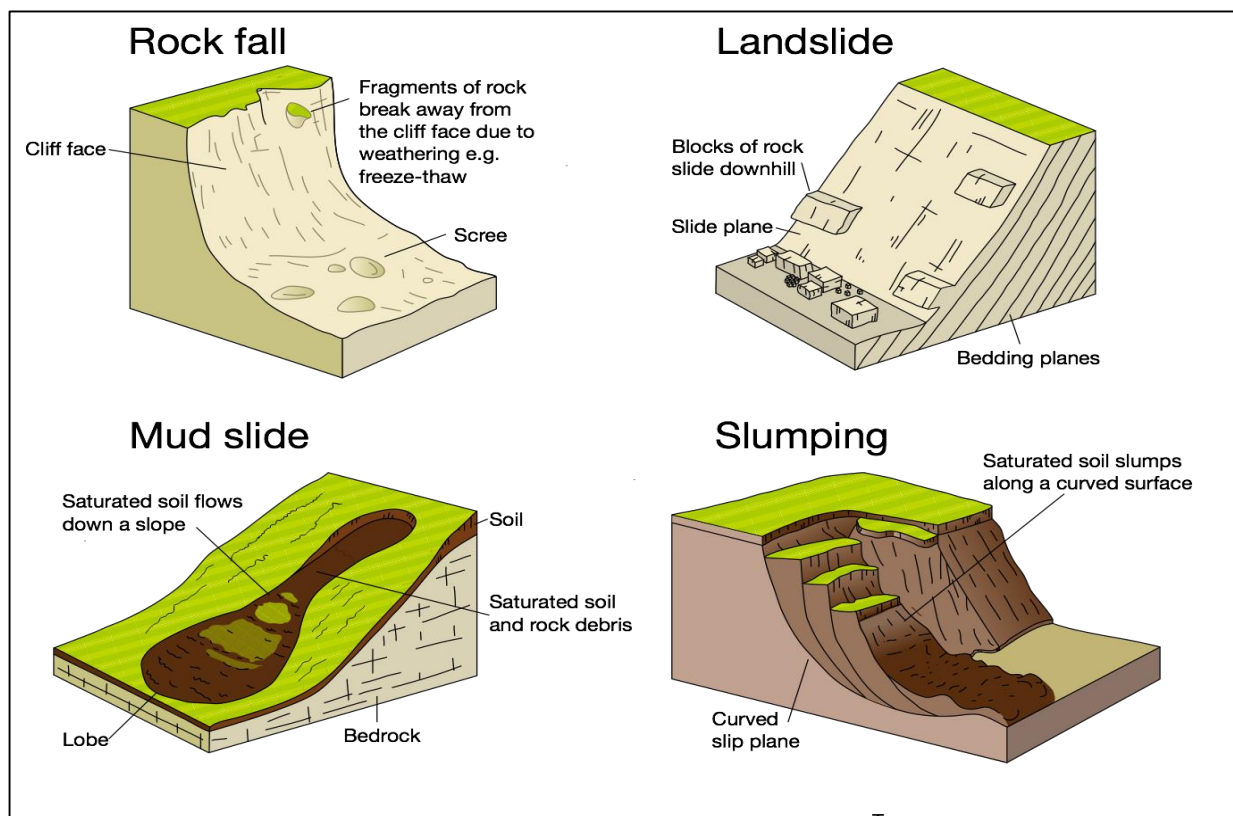 Rock fall
Fragments of rock
break away from
the cliff face due to
weathering e.g.
freeze-thaw
Cliff face
Scree
Landslide
Blocks of rock
slide downhill
Slide plane
Bedding planes
Mud slide
Saturated soil flows
down a slope
Soil
Saturated soil
and rock debris
Lobe
Bedrock
Slumping
Saturated soil slumps
along a curved surface
Curved
slip plane